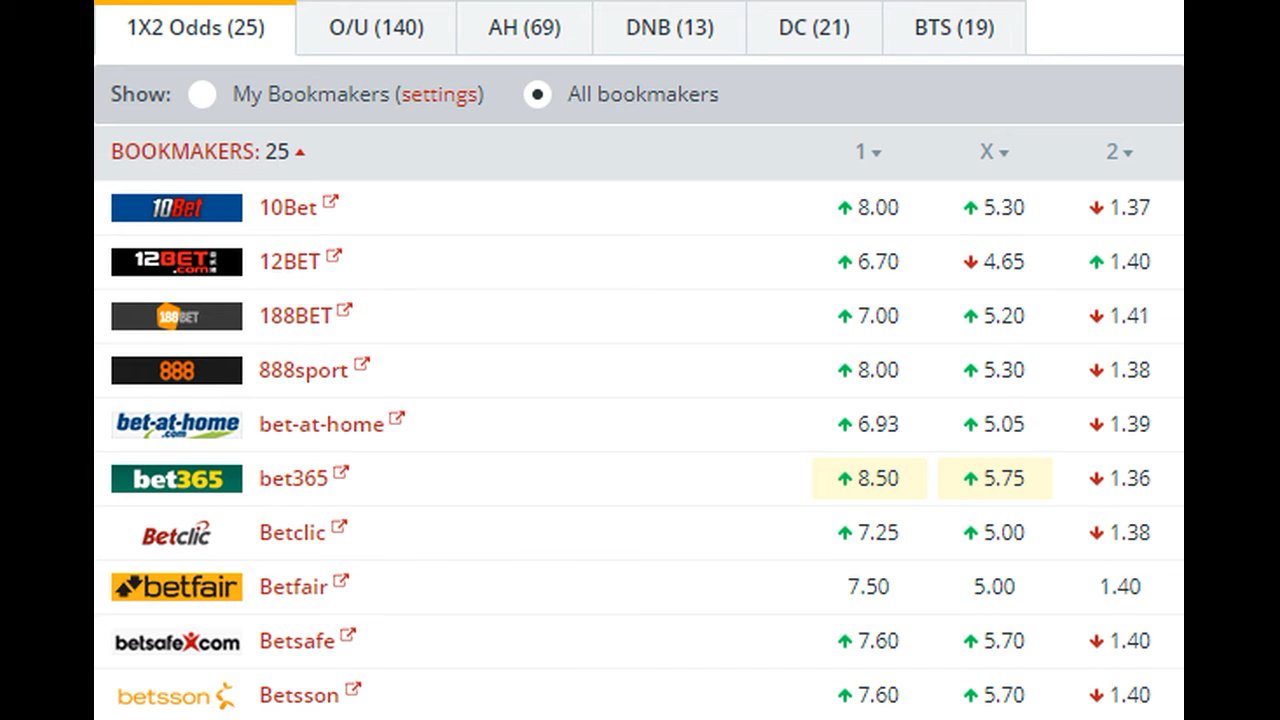 1X2 Odds (25) O/U (140) AH (69) DNB (13) DC (21) BTS (19)
Show: My Bookmakers (settings) All bookmakers
BOOKMAKERS: 25 1 X 2
10Bet 10Bet 8.00 5.30 1.37
12BET.com 12BET 6.70 4.65 1.40
188BET 188BET 7.00 5.20 1.41
888 888sport 8.00 5.30 1.38
bet-at-home.com bet-at-home 6.93 5.05 1.39
bet365 bet365 8.50 5.75 1.36
Betclic Betclic 7.25 5.00 1.38
betfair Betfair 7.50 5.00 1.40
betsafe.com Betsafe 7.60 5.70 1.40
betsson Betsson 7.60 5.70 1.40